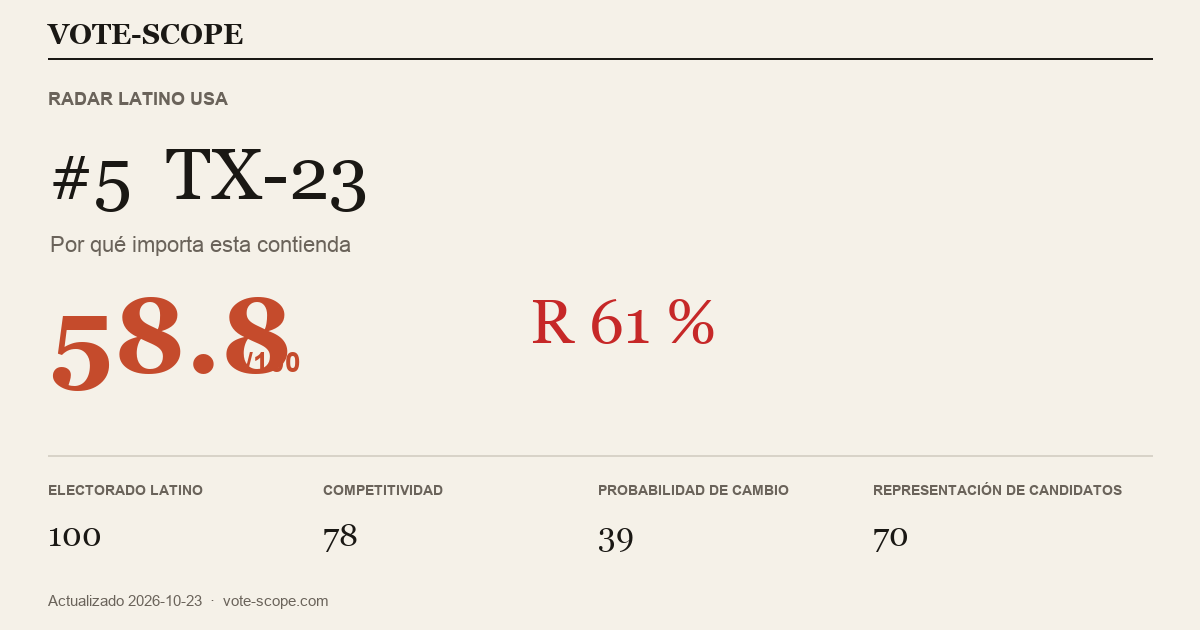 VOTE-SCOPE
RADAR LATINO USA
#5 TX-23
Por qué importa esta contienda
58.8 /100
R 61 %
ELECTORADO LATINO
COMPETITIVIDAD
PROBABILIDAD DE CAMBIO
REPRESENTACIÓN DE CANDIDATOS
100
78
39
70
Actualizado 2026-10-23 · vote-scope.com